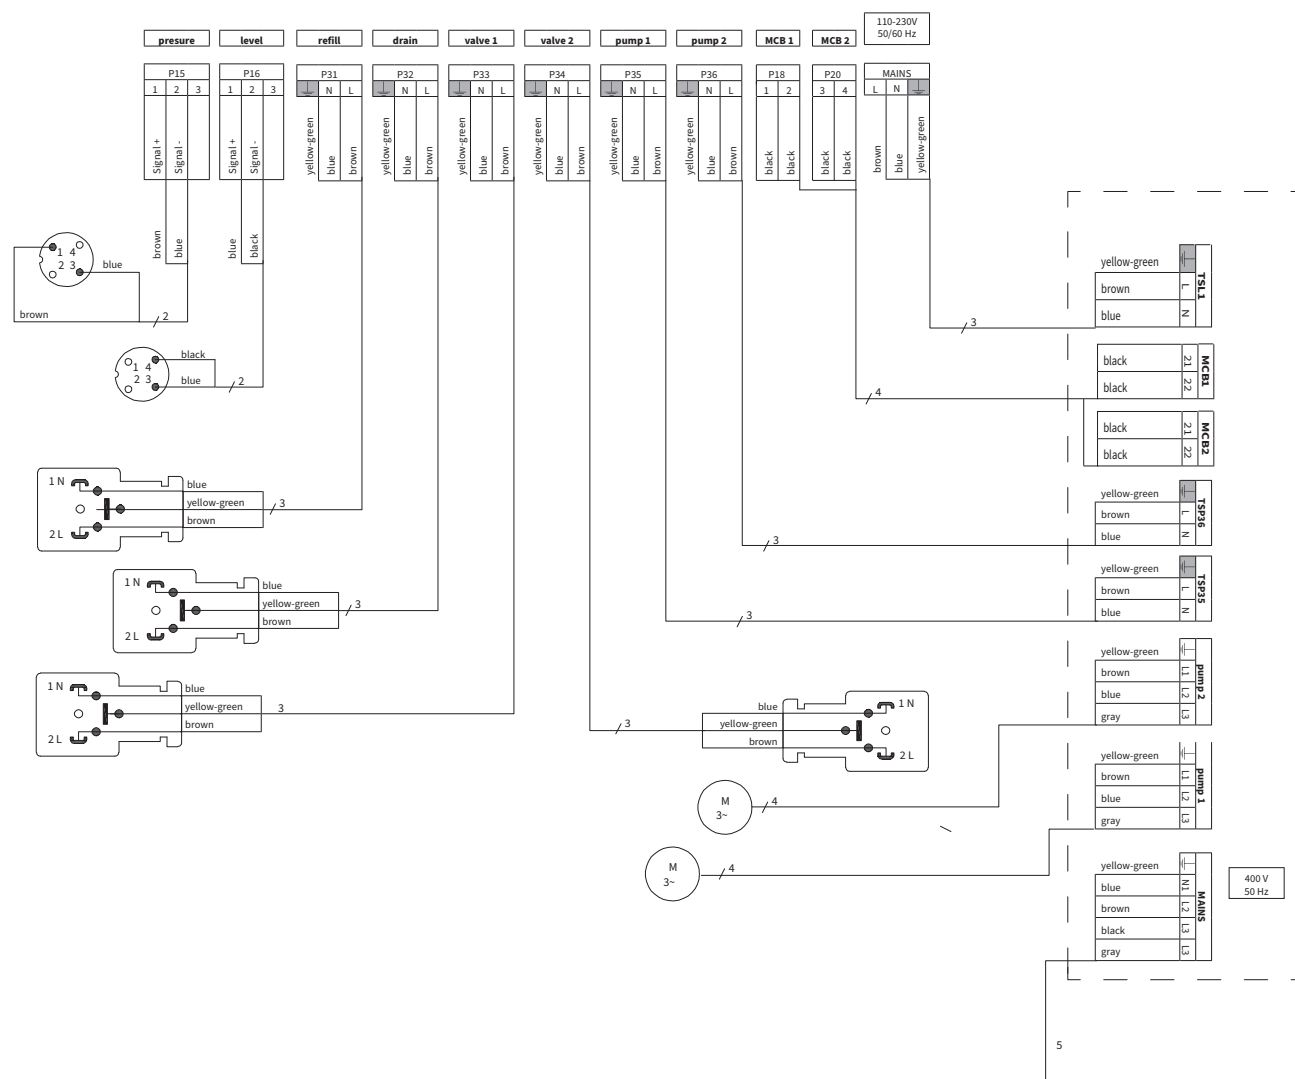 110-230V
50/60 Hz
presure level refill drain valve 1 valve 2 pump 1 pump 2 MCB 1 MCB 2
P15 P16 P31 P32 P33 P34 P35 P36 P18 P20 MAINS
1 2 3 1 2 3 N L N L N L N L N L N L 1 2 3 4 L N
Signal + Signal - Signal + Signal - yellow-green blue brown yellow-green blue brown yellow-green blue brown yellow-green blue brown yellow-green blue brown yellow-green blue brown black black black black brown blue yellow-green
brown blue blue black
1 4
2 3
blue
brown
2
1 4
2 3
black
blue
2
yellow-green
brown L
blue N
TSL1
3
black 21
black 22
MCB1
4
black 21
black 22
MCB2
1 N
2 L
blue
yellow-green
brown
3
yellow-green
brown L
blue N
TSP36
3
1 N
2 L
blue
yellow-green
brown
3
yellow-green
brown L
blue N
TSP35
3
yellow-green
brown L1
blue L2
gray L3
pump 2
1 N
2 L
blue
yellow-green
brown
3
3
blue
yellow-green
brown
1 N
2 L
yellow-green
brown L1
blue L2
gray L3
pump 1
M
3~
4
M
3~
4
yellow-green
blue N1
brown L2
black L3
gray L3
MAINS
400 V
50 Hz
5